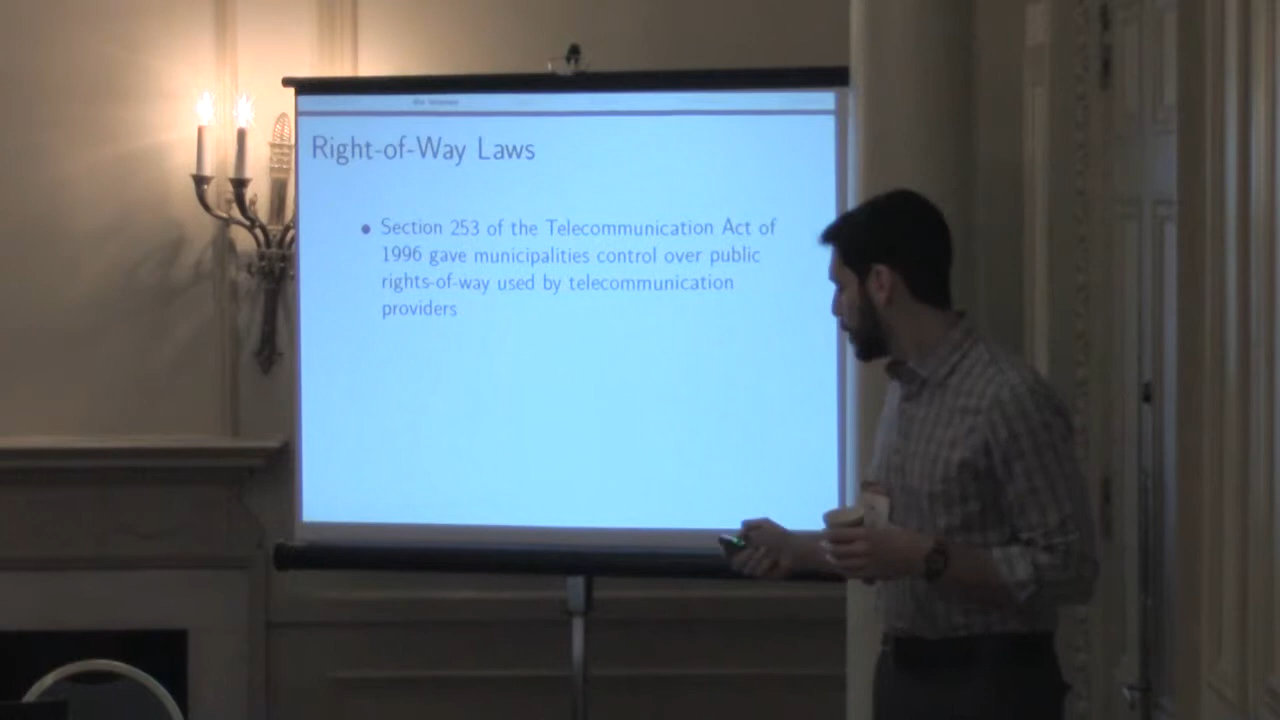 Right-of-Way Laws
• Section 253 of the Telecommunication Act of
1996 gave municipalities control over public
rights-of-way used by telecommunication
providers